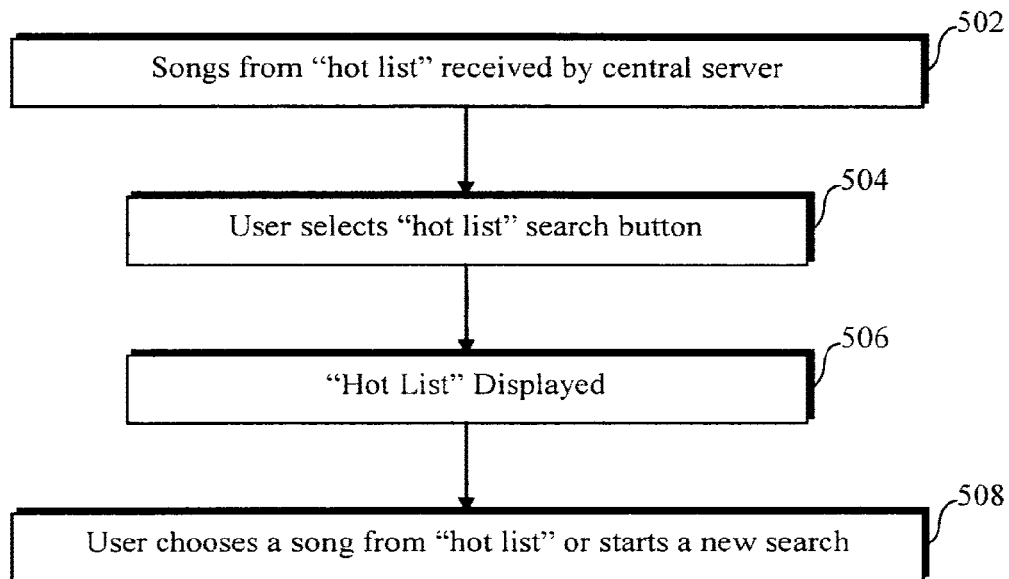 502
Songs from “hot list” received by central server
504
User selects “hot list” search button
506
“Hot List” Displayed
508
User chooses a song from “hot list” or starts a new search